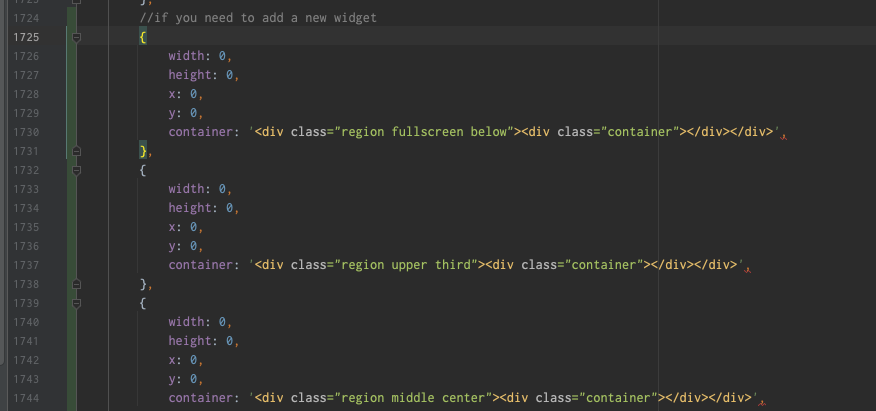 1723 },
1724 //if you need to add a new widget
1725 {
1726 width: 0,
1727 height: 0,
1728 x: 0,
1729 y: 0,
1730 container: '<div class="region fullscreen below"><div class="container"></div></div>',
1731 },
1732 {
1733 width: 0,
1734 height: 0,
1735 x: 0,
1736 y: 0,
1737 container: '<div class="region upper third"><div class="container"></div></div>',
1738 },
1739 {
1740 width: 0,
1741 height: 0,
1742 x: 0,
1743 y: 0,
1744 container: '<div class="region middle center"><div class="container"></div></div>',